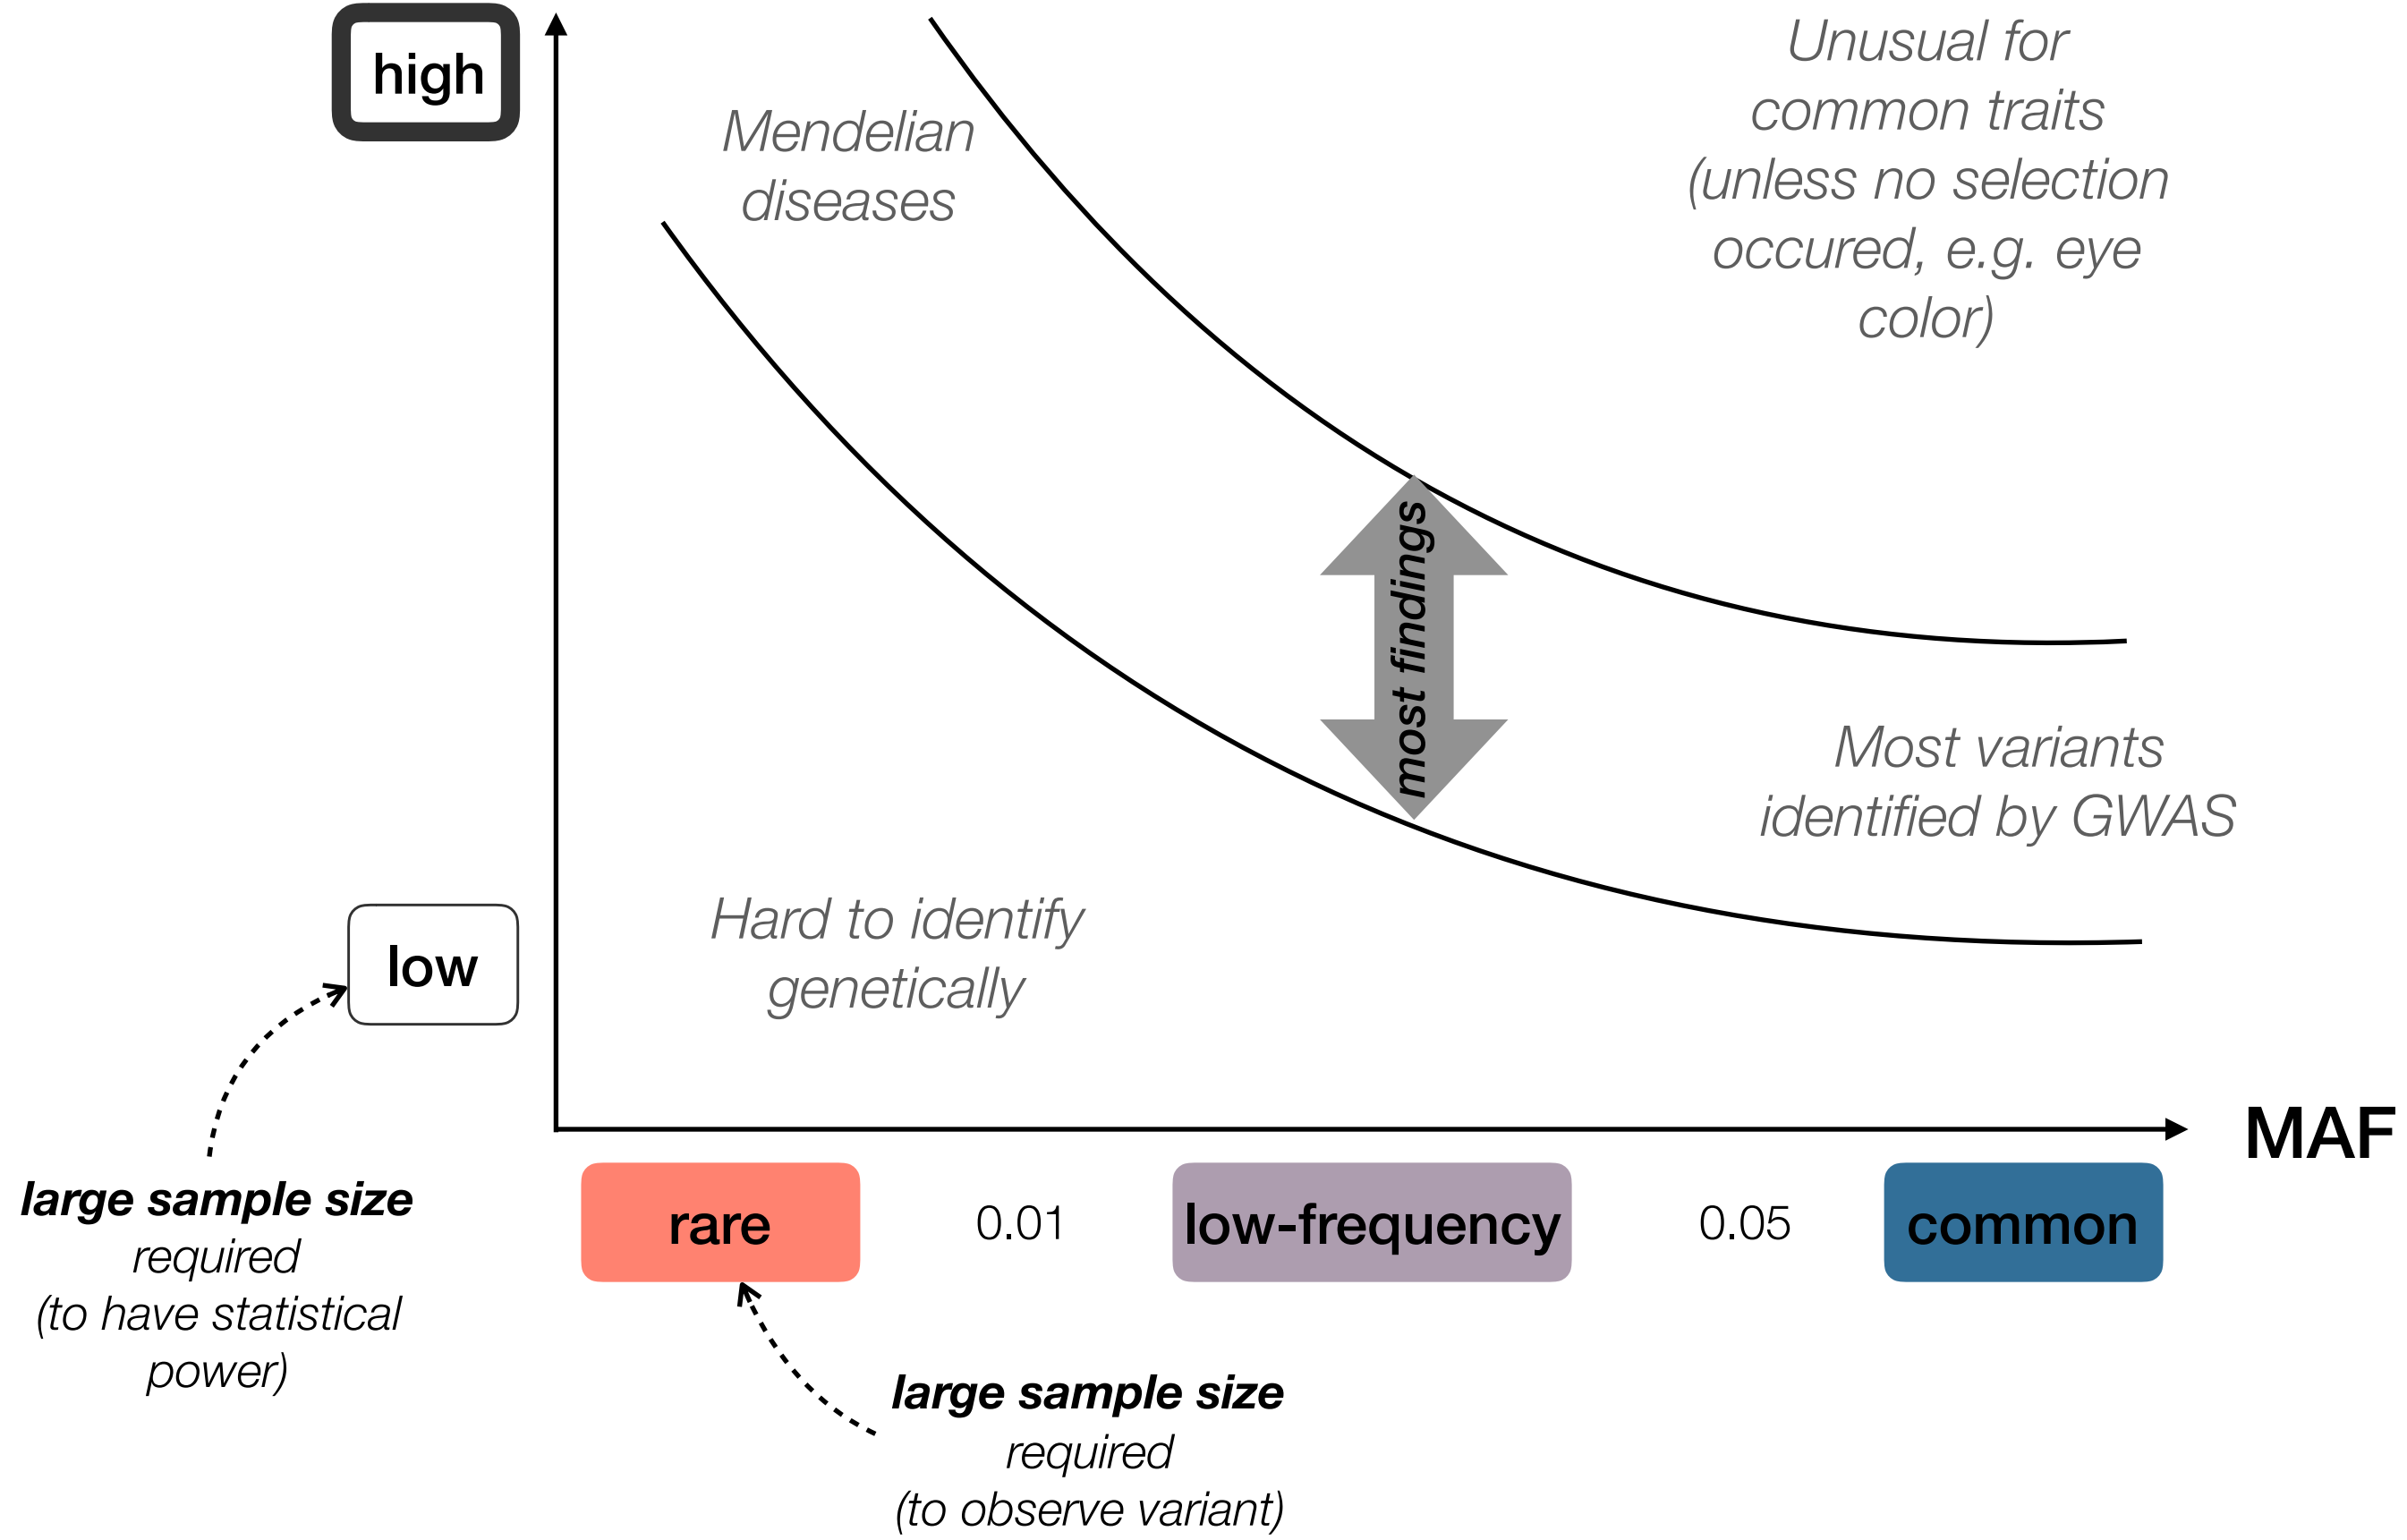 high
Mendelian
diseases
Unusual for
common traits
(unless no selection
occured, e.g. eye
color)
most findings
Most variants
identified by GWAS
low
Hard to identify
genetically
MAF
rare
0.01
low-frequency
0.05
common
large sample size
required
(to have statistical
power)
large sample size
required
(to observe variant)